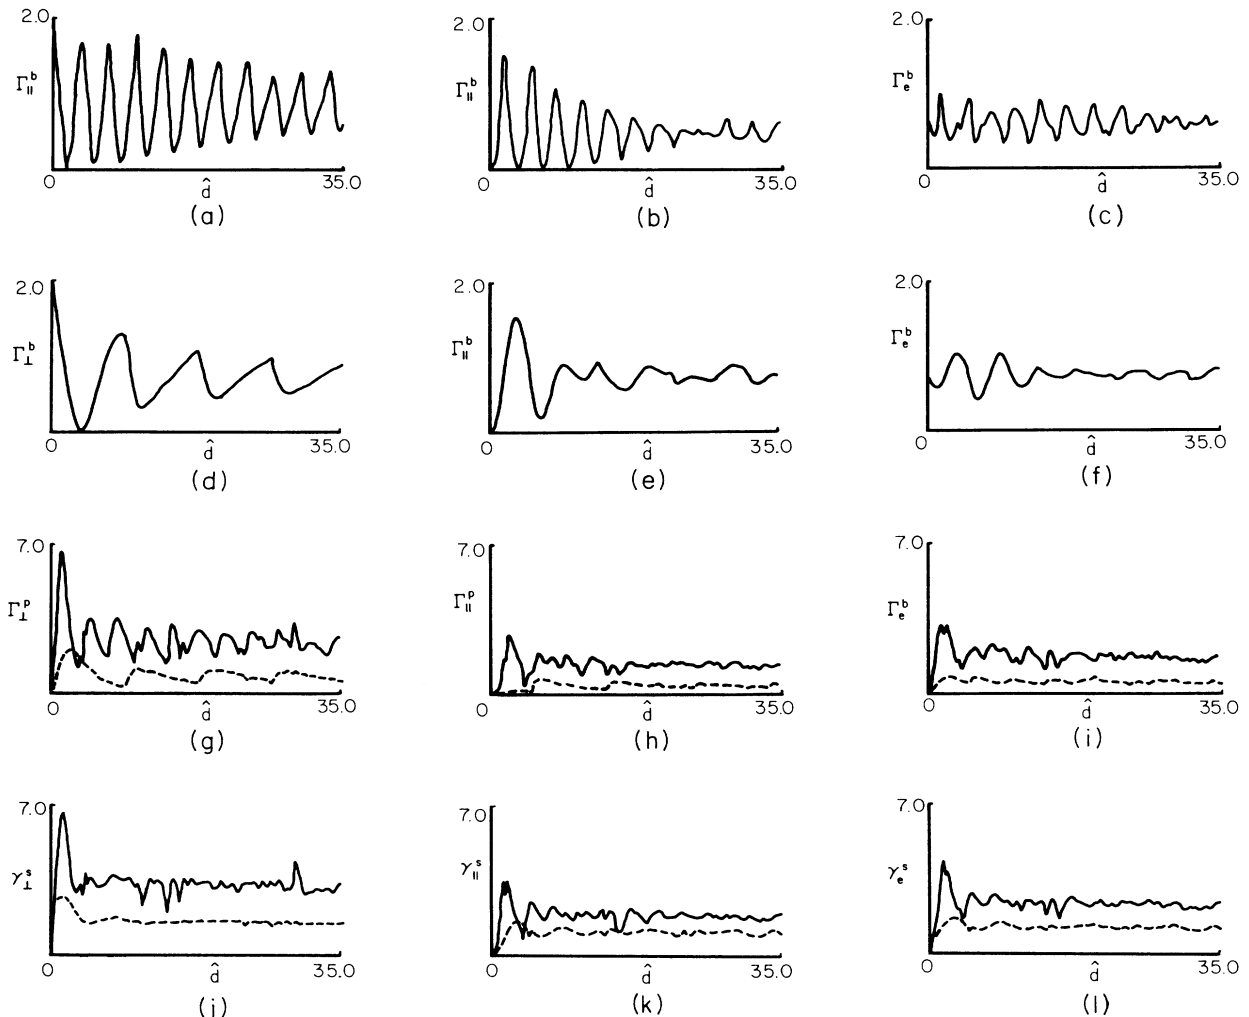 2.0
Γ∥ᵇ
0
d̂
35.0
(a)
2.0
Γ∥ᵇ
0
d̂
35.0
(b)
2.0
Γₑᵇ
0
d̂
35.0
(c)
2.0
Γ⊥ᵇ
0
d̂
35.0
(d)
2.0
Γ∥ᵇ
0
d̂
35.0
(e)
2.0
Γₑᵇ
0
d̂
35.0
(f)
7.0
Γ⊥ᵖ
0
d̂
35.0
(g)
7.0
Γ∥ᵖ
0
d̂
35.0
(h)
7.0
Γₑᵇ
0
d̂
35.0
(i)
7.0
γ⊥ˢ
0
d̂
35.0
(j)
7.0
γ∥ˢ
0
d̂
35.0
(k)
7.0
γₑˢ
0
d̂
35.0
(l)